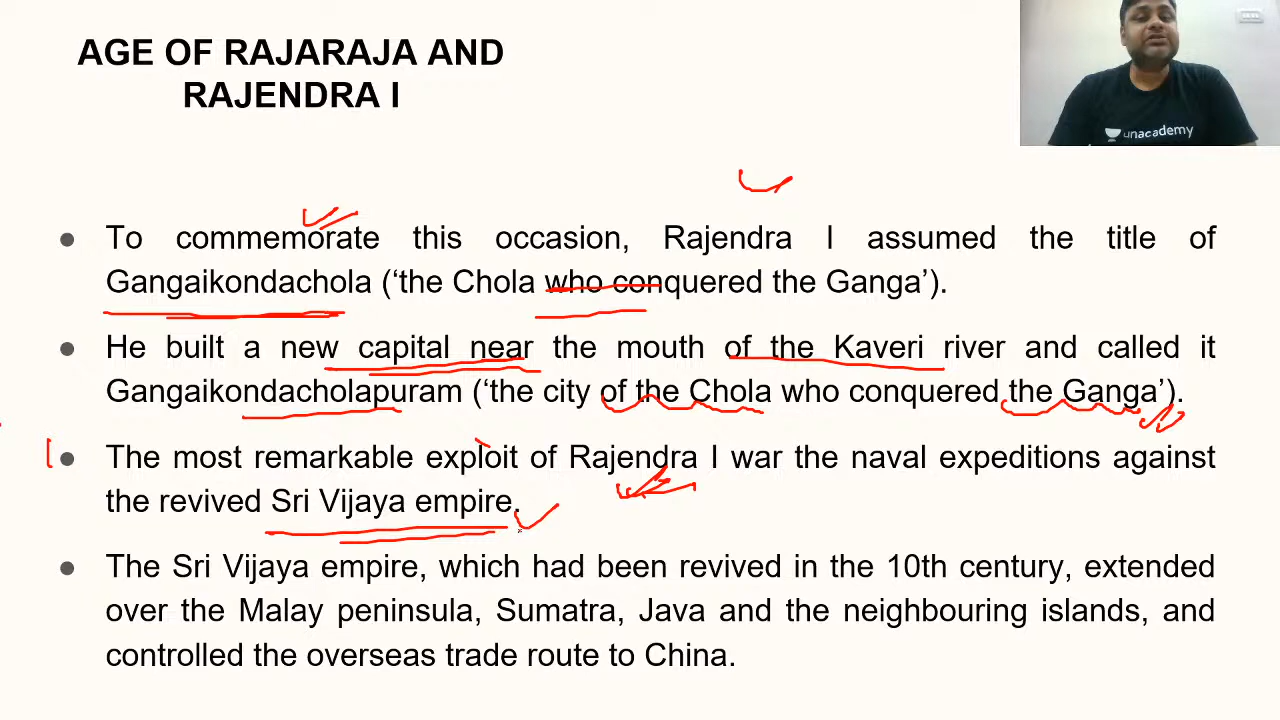 AGE OF RAJARAJA AND
RAJENDRA I
unacademy
● To commemorate this occasion, Rajendra I assumed the title of
Gangaikondachola (‘the Chola who conquered the Ganga’).
● He built a new capital near the mouth of the Kaveri river and called it
Gangaikondacholapuram (‘the city of the Chola who conquered the Ganga’).
● The most remarkable exploit of Rajendra I war the naval expeditions against
the revived Sri Vijaya empire.
● The Sri Vijaya empire, which had been revived in the 10th century, extended
over the Malay peninsula, Sumatra, Java and the neighbouring islands, and
controlled the overseas trade route to China.